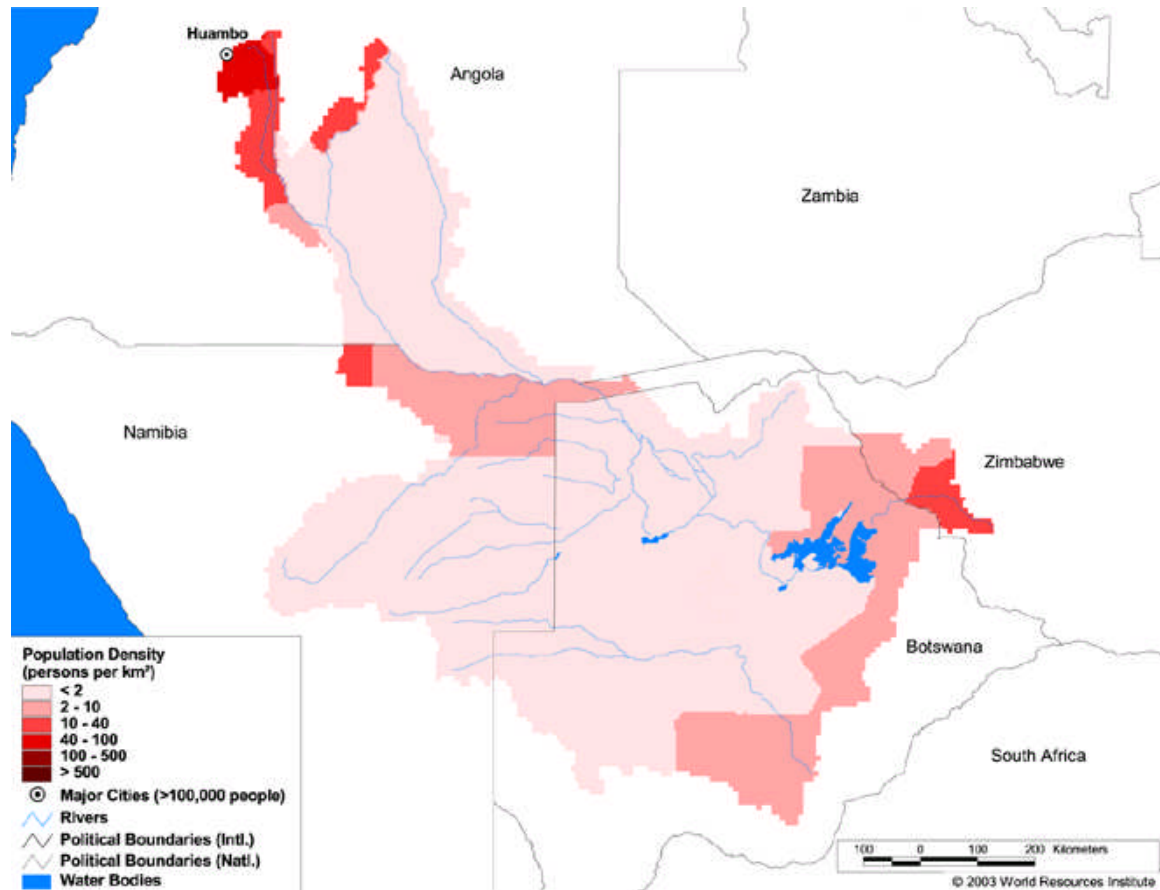 Huambo
Angola
Zambia
Namibia
Zimbabwe
Botswana
South Africa
Population Density
(persons per km²)
< 2
2 - 10
10 - 40
40 - 100
100 - 500
> 500
Major Cities (>100,000 people)
Rivers
Political Boundaries (Intl.)
Political Boundaries (Natl.)
Water Bodies
100 0 100 200 Kilometers
© 2003 World Resources Institute